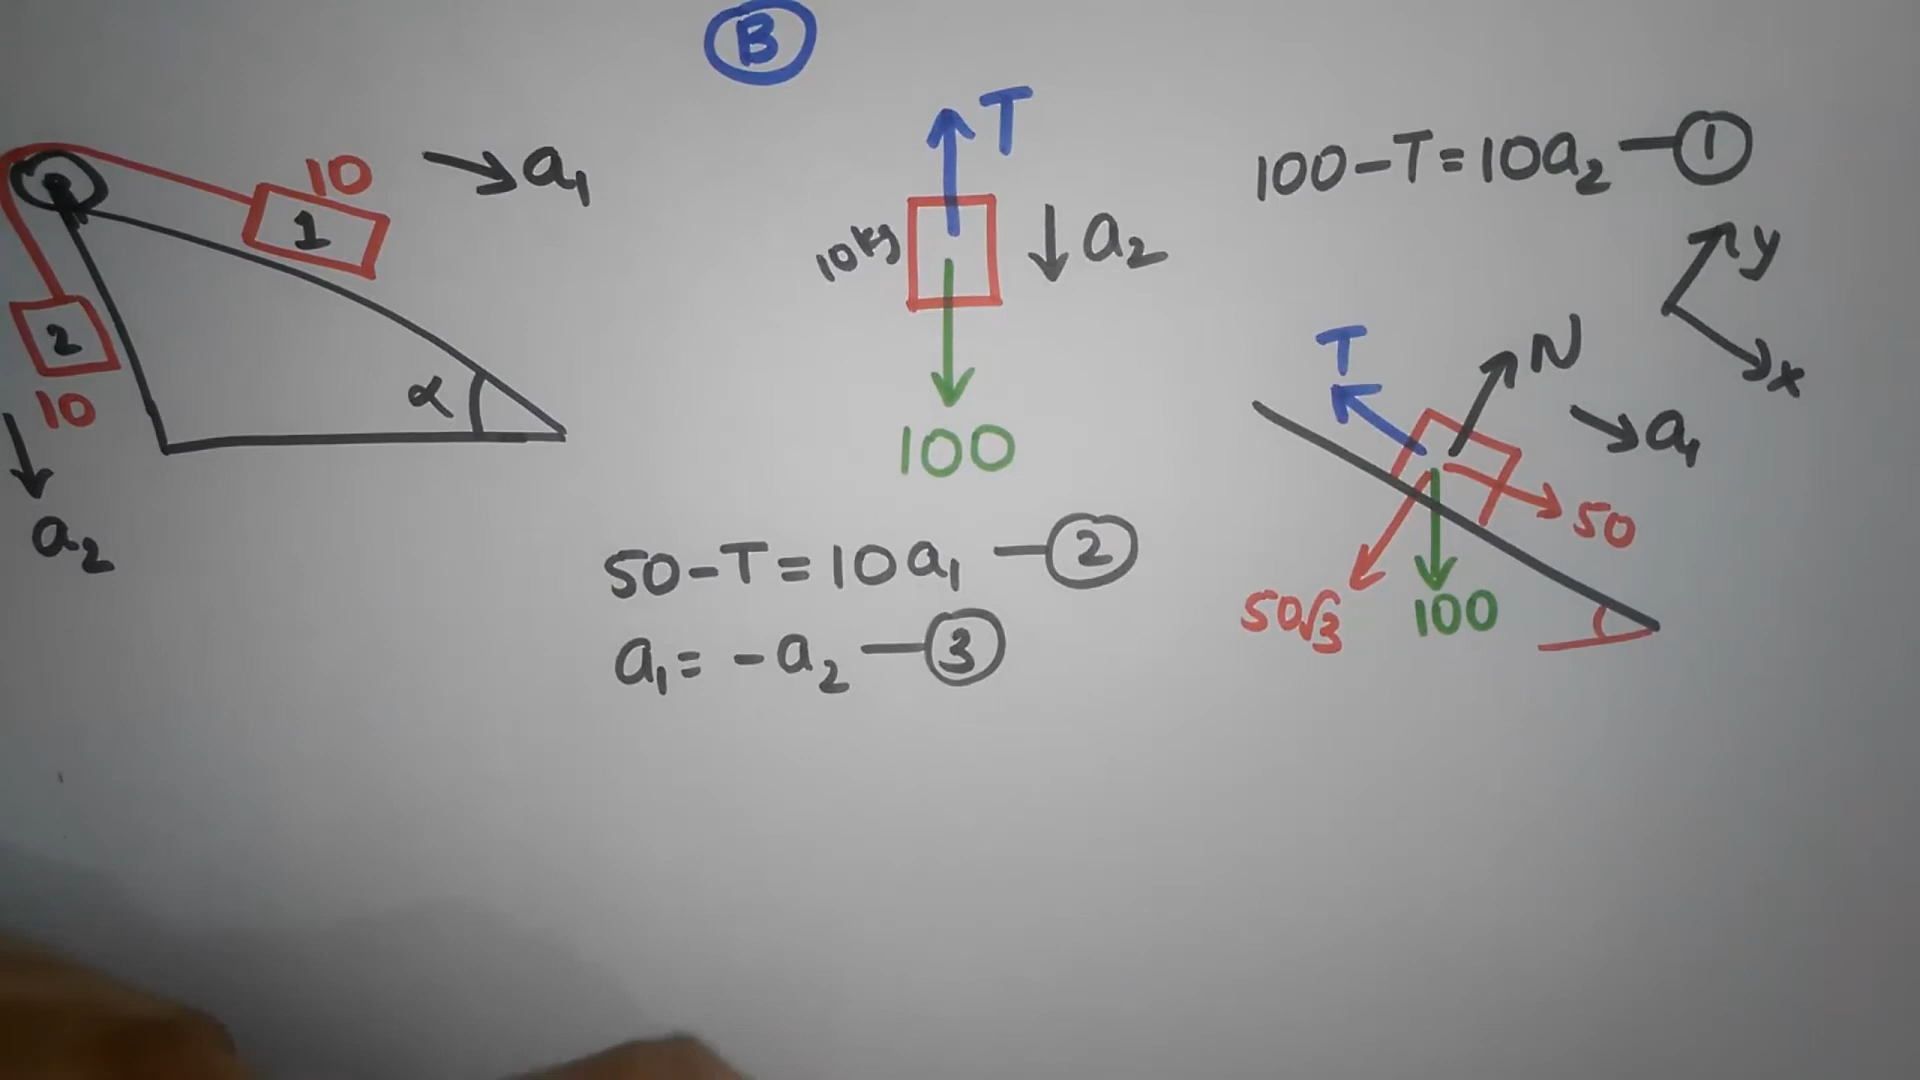 B
10
1
→ a₁
2
10
a₂
α
T
10kg
↓ a₂
100
100 - T = 10a₂ — ①
y
x
T
N
a₁
50
50√3
100
50 - T = 10a₁ — ②
a₁ = -a₂ — ③